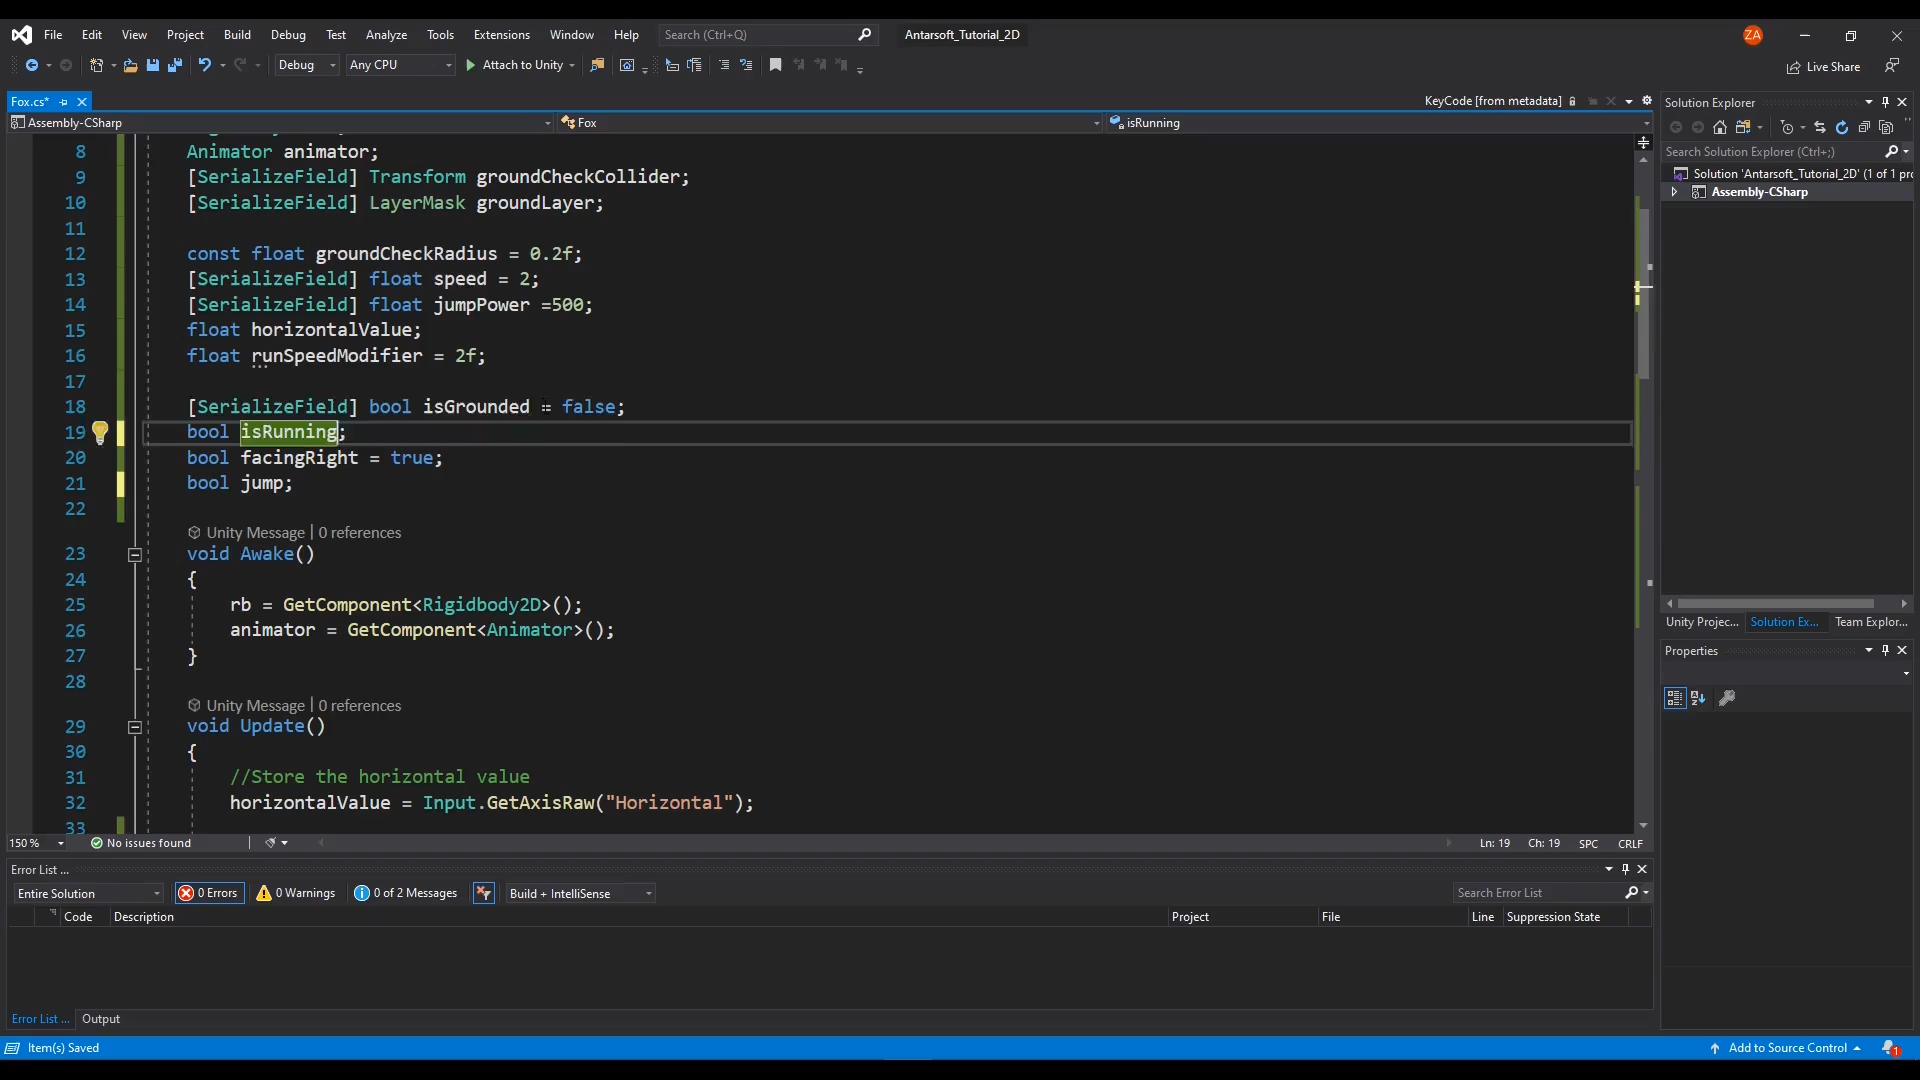 File Edit View Project Build Debug Test Analyze Tools Extensions Window Help Search (Ctrl+Q) Antarsoft_Tutorial_2D ZA
Debug Any CPU Attach to Unity Live Share
Fox.cs* KeyCode [from metadata]
Assembly-CSharp Fox isRunning
8 Animator animator;
9 [SerializeField] Transform groundCheckCollider;
10 [SerializeField] LayerMask groundLayer;
11
12 const float groundCheckRadius = 0.2f;
13 [SerializeField] float speed = 2;
14 [SerializeField] float jumpPower =500;
15 float horizontalValue;
16 float runSpeedModifier = 2f;
17
18 [SerializeField] bool isGrounded = false;
19 bool isRunning;
20 bool facingRight = true;
21 bool jump;
22
Unity Message | 0 references
23 void Awake()
24 {
25 rb = GetComponent<Rigidbody2D>();
26 animator = GetComponent<Animator>();
27 }
28
Unity Message | 0 references
29 void Update()
30 {
31 //Store the horizontal value
32 horizontalValue = Input.GetAxisRaw("Horizontal");
33
150 % No issues found Ln: 19 Ch: 19 SPC CRLF
Error List ...
Entire Solution 0 Errors 0 Warnings 0 of 2 Messages Build + IntelliSense Search Error List
Code Description Project File Line Suppression State
Error List ... Output
Item(s) Saved Add to Source Control 1
Solution Explorer
Search Solution Explorer (Ctrl+;)
Solution 'Antarsoft_Tutorial_2D' (1 of 1 pro
Assembly-CSharp
Unity Projec... Solution Ex... Team Explor...
Properties